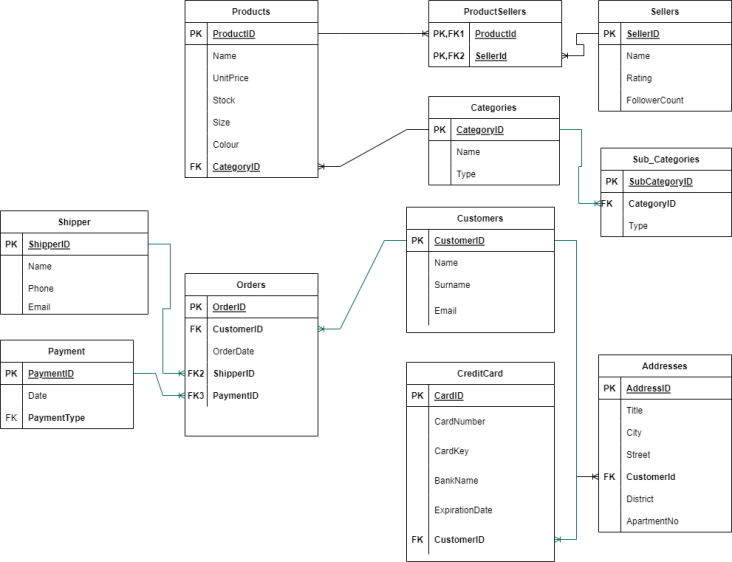 Products
PK ProductID
Name
UnitPrice
Stock
Size
Colour
FK CategoryID
ProductSellers
PK,FK1 ProductId
PK,FK2 SellerId
Sellers
PK SellerID
Name
Rating
FollowerCount
Categories
PK CategoryID
Name
Type
Sub_Categories
PK SubCategoryID
FK CategoryID
Type
Shipper
PK ShipperID
Name
Phone
Email
Customers
PK CustomerID
Name
Surname
Email
Orders
PK OrderID
FK CustomerID
OrderDate
FK2 ShipperID
FK3 PaymentID
Payment
PK PaymentID
Date
FK PaymentType
CreditCard
PK CardID
CardNumber
CardKey
BankName
ExpirationDate
FK CustomerID
Addresses
PK AddressID
Title
City
Street
FK CustomerId
District
ApartmentNo